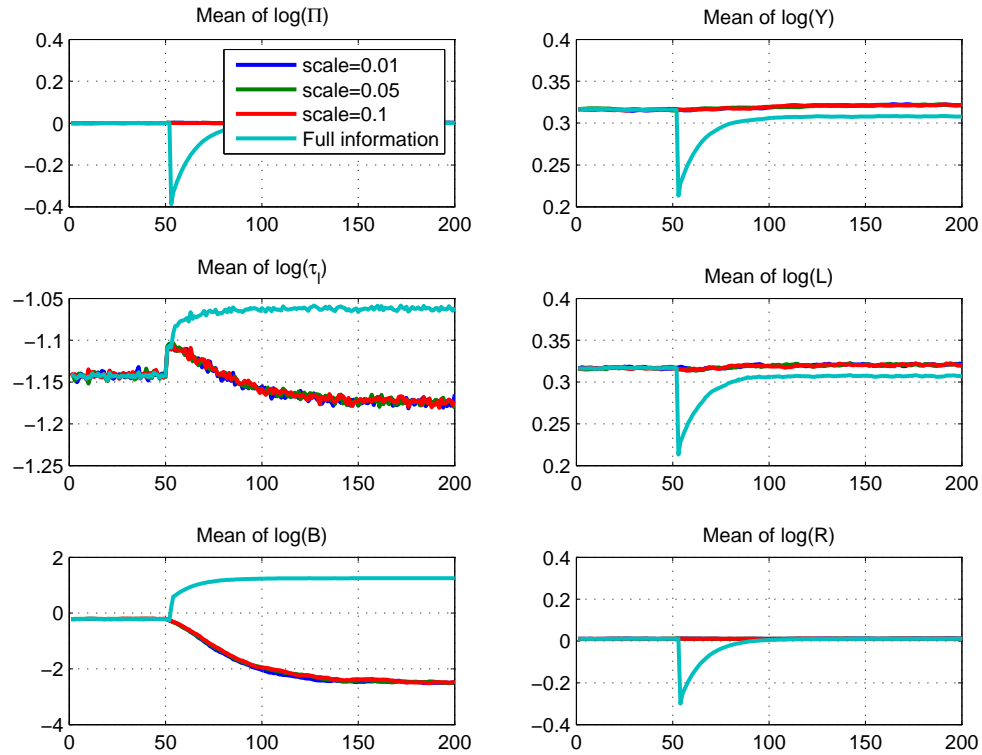 Mean of log(Π)
0.4
0.2
0
−0.2
−0.4
0 50 100 150 200
scale=0.01
scale=0.05
scale=0.1
Full information
Mean of log(Y)
0.4
0.35
0.3
0.25
0.2
0 50 100 150 200
Mean of log(τl)
−1.05
−1.1
−1.15
−1.2
−1.25
0 50 100 150 200
Mean of log(L)
0.4
0.35
0.3
0.25
0.2
0 50 100 150 200
Mean of log(B)
2
0
−2
−4
0 50 100 150 200
Mean of log(R)
0.4
0.2
0
−0.2
−0.4
0 50 100 150 200